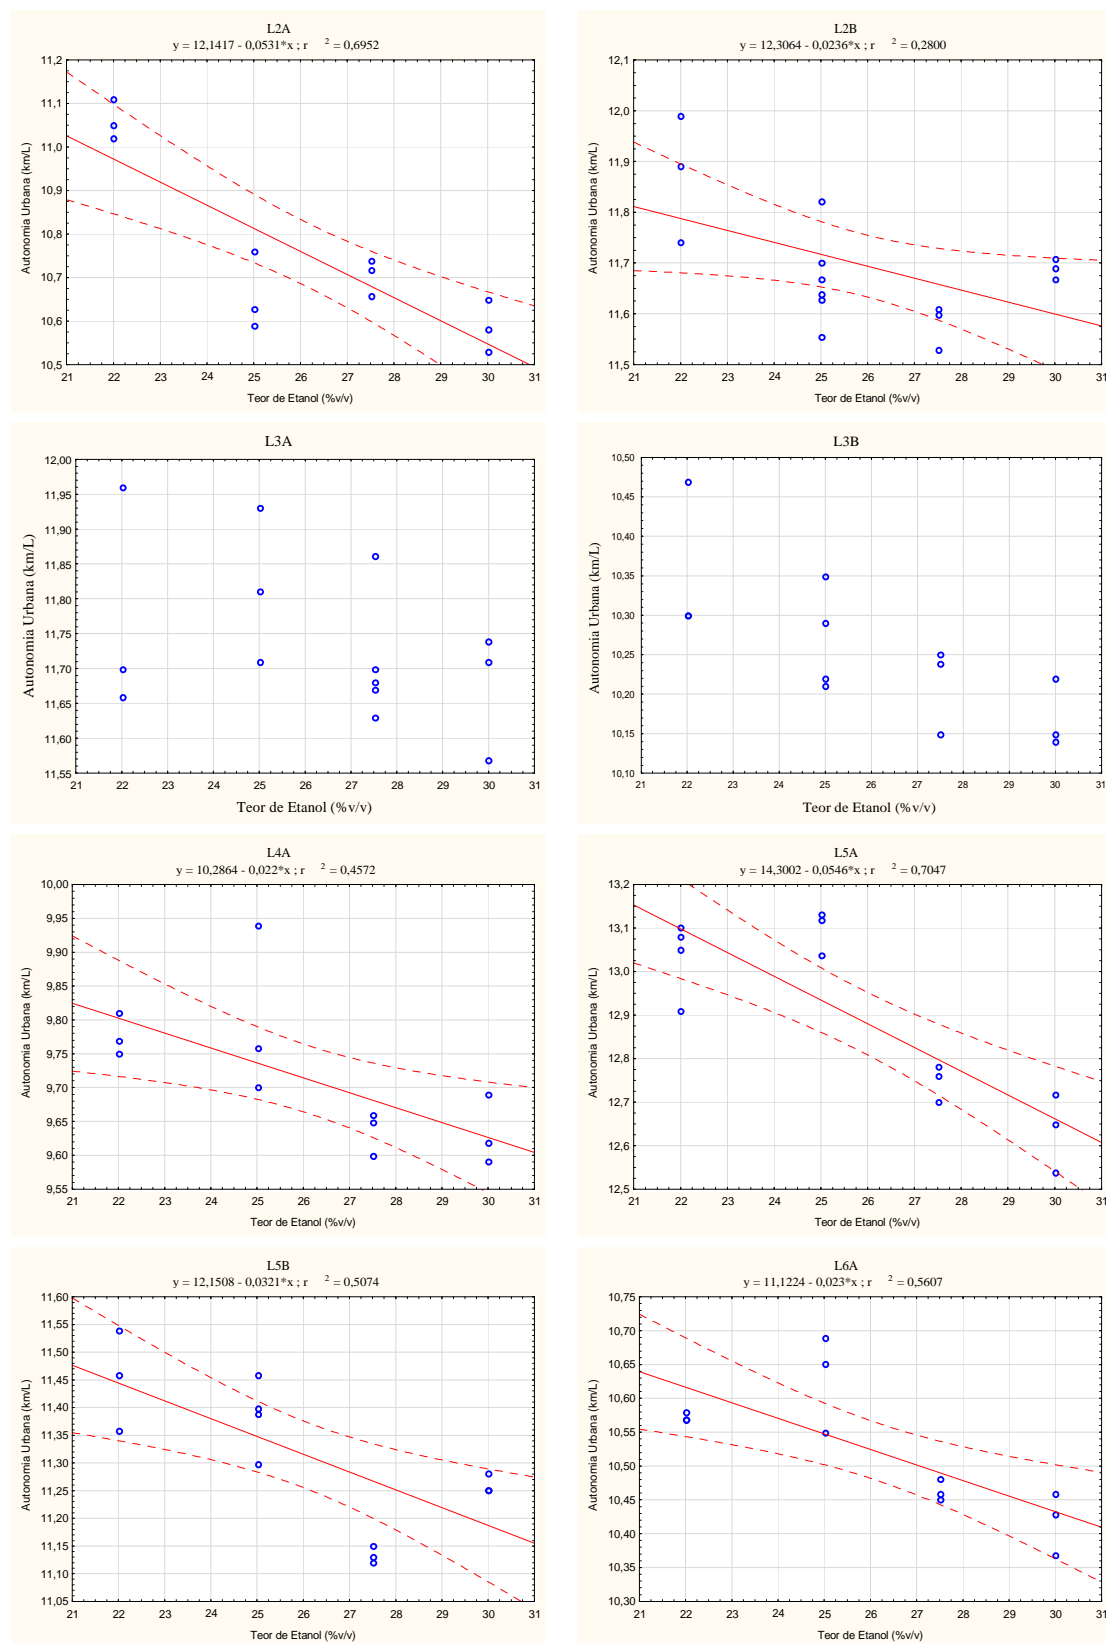 L2A
y = 12,1417 - 0,0531*x ; r 2 = 0,6952
11,2
11,1
11,0
10,9
10,8
10,7
10,6
10,5
Autonomia Urbana (km/L)
21 22 23 24 25 26 27 28 29 30 31
Teor de Etanol (%v/v)
L2B
y = 12,3064 - 0,0236*x ; r 2 = 0,2800
12,1
12,0
11,9
11,8
11,7
11,6
11,5
Autonomia Urbana (km/L)
21 22 23 24 25 26 27 28 29 30 31
Teor de Etanol (%v/v)
L3A
12,00
11,95
11,90
11,85
11,80
11,75
11,70
11,65
11,60
11,55
Autonomia Urbana (km/L)
21 22 23 24 25 26 27 28 29 30 31
Teor de Etanol (%v/v)
L3B
10,50
10,45
10,40
10,35
10,30
10,25
10,20
10,15
10,10
Autonomia Urbana (km/L)
21 22 23 24 25 26 27 28 29 30 31
Teor de Etanol (%v/v)
L4A
y = 10,2864 - 0,022*x ; r 2 = 0,4572
10,00
9,95
9,90
9,85
9,80
9,75
9,70
9,65
9,60
9,55
Autonomia Urbana (km/L)
21 22 23 24 25 26 27 28 29 30 31
Teor de Etanol (%v/v)
L5A
y = 14,3002 - 0,0546*x ; r 2 = 0,7047
13,2
13,1
13,0
12,9
12,8
12,7
12,6
12,5
Autonomia Urbana (km/L)
21 22 23 24 25 26 27 28 29 30 31
Teor de Etanol (%v/v)
L5B
y = 12,1508 - 0,0321*x ; r 2 = 0,5074
11,60
11,55
11,50
11,45
11,40
11,35
11,30
11,25
11,20
11,15
11,10
11,05
Autonomia Urbana (km/L)
21 22 23 24 25 26 27 28 29 30 31
Teor de Etanol (%v/v)
L6A
y = 11,1224 - 0,023*x ; r 2 = 0,5607
10,75
10,70
10,65
10,60
10,55
10,50
10,45
10,40
10,35
10,30
Autonomia Urbana (km/L)
21 22 23 24 25 26 27 28 29 30 31
Teor de Etanol (%v/v)